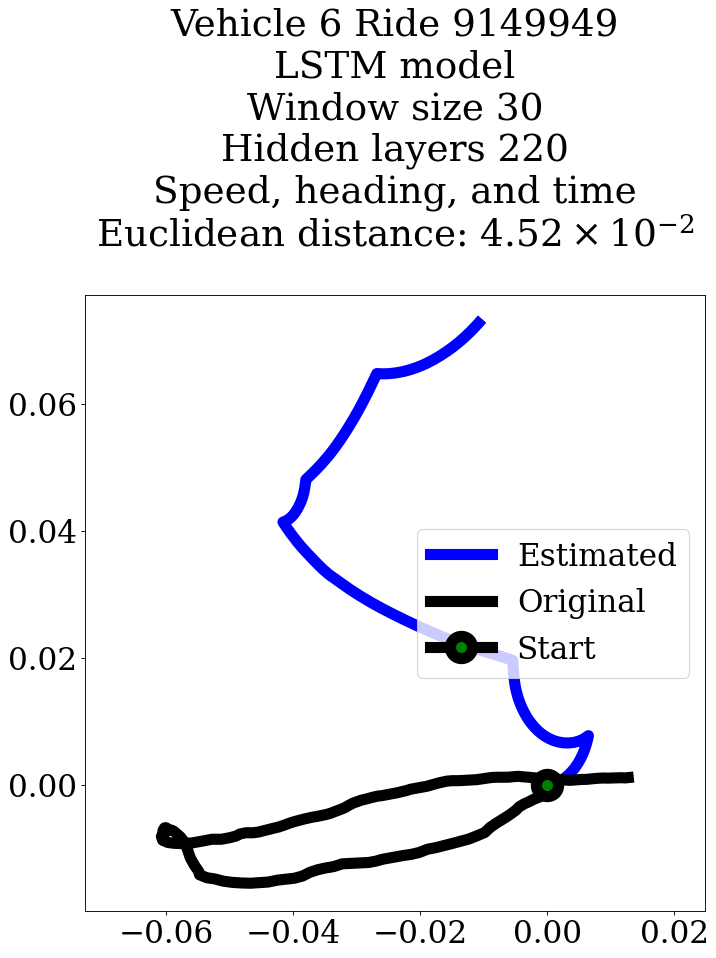 Vehicle 6 Ride 9149949
LSTM model
Window size 30
Hidden layers 220
Speed, heading, and time
Euclidean distance: 4.52 × 10⁻²
0.06
0.04
0.02
0.00
Estimated
Original
Start
−0.06 −0.04 −0.02 0.00 0.02